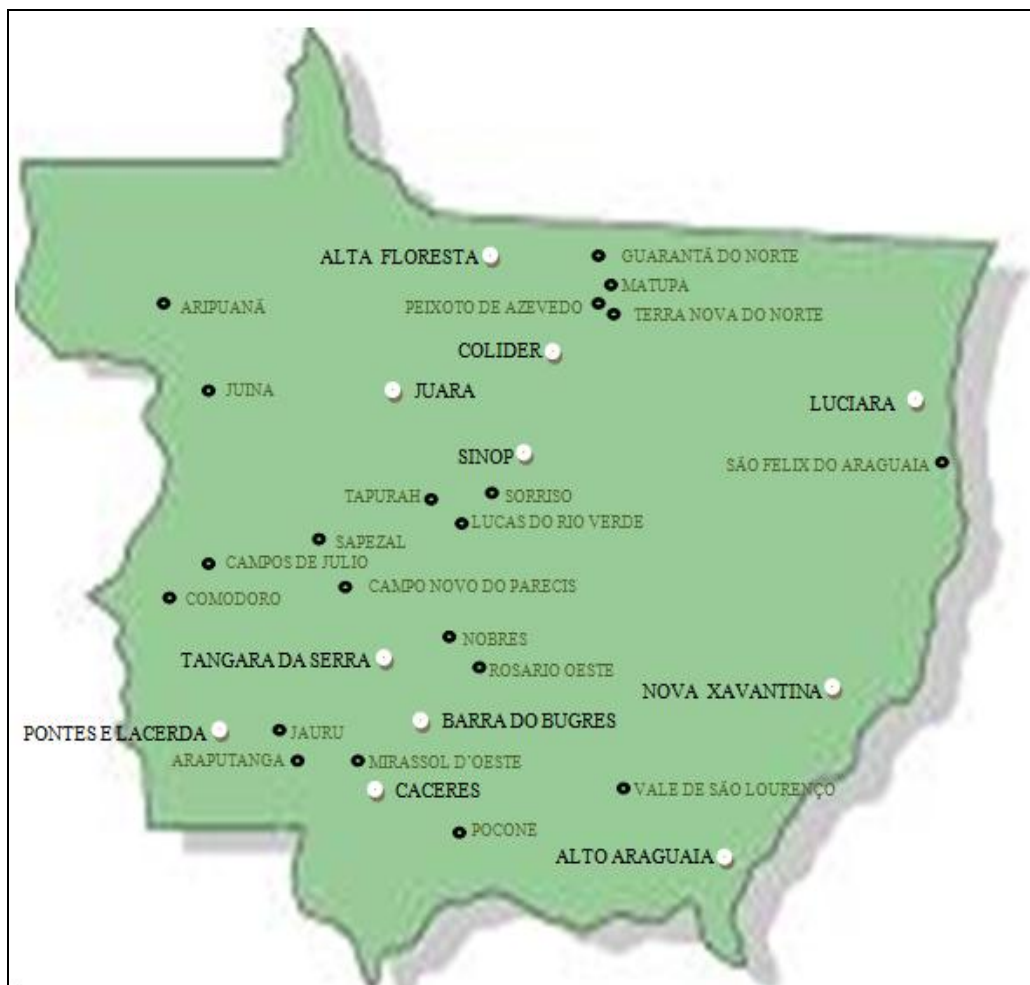 ALTA FLORESTA
GUARANTÃ DO NORTE
MATUPA
ARIPUANÃ
PEIXOTO DE AZEVEDO
TERRA NOVA DO NORTE
COLIDER
JUINA
JUARA
LUCIARA
SINOP
SÃO FELIX DO ARAGUAIA
TAPURAH
SORRISO
LUCAS DO RIO VERDE
SAPEZAL
CAMPOS DE JULIO
CAMPO NOVO DO PARECIS
COMODORO
NOBRES
TANGARA DA SERRA
ROSARIO OESTE
NOVA XAVANTINA
BARRA DO BUGRES
PONTES E LACERDA
JAURU
ARAPUTANGA
MIRASSOL D'OESTE
CACERES
VALE DE SÃO LOURENÇO
POCONE
ALTO ARAGUAIA